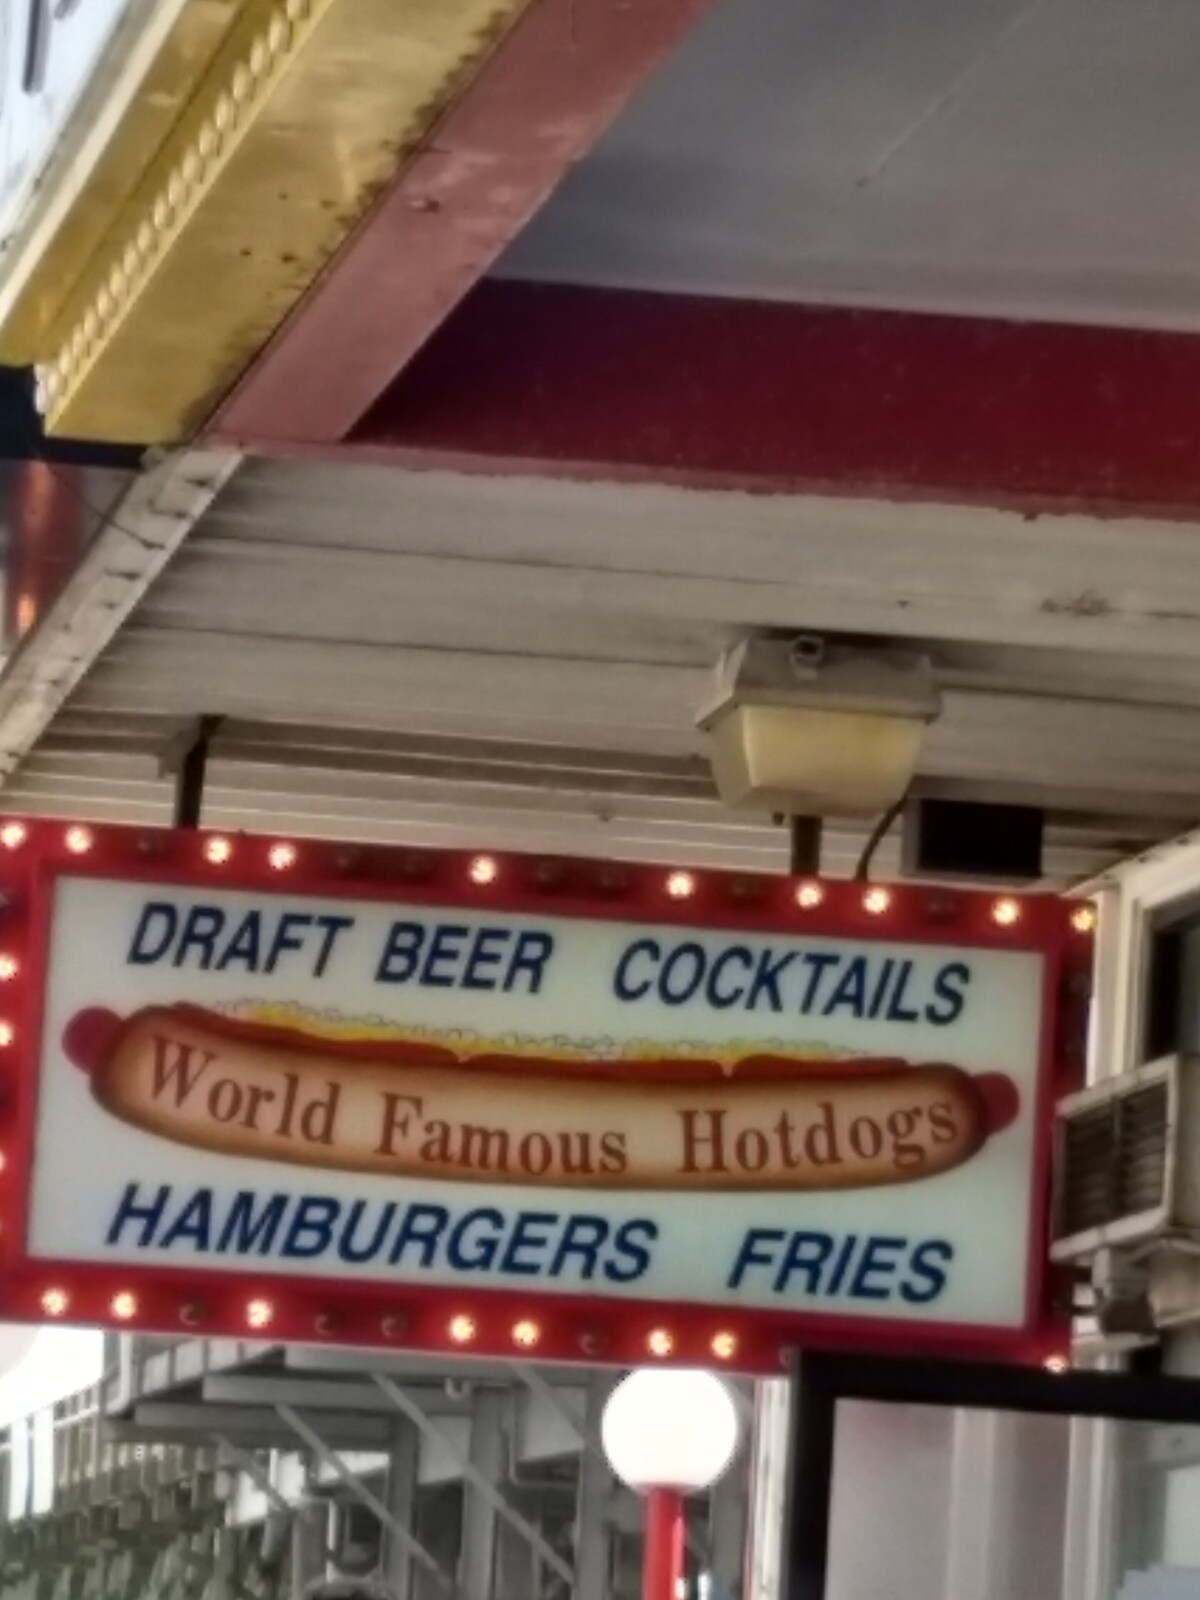 DRAFT BEER COCKTAILS
World Famous Hotdogs
HAMBURGERS FRIES